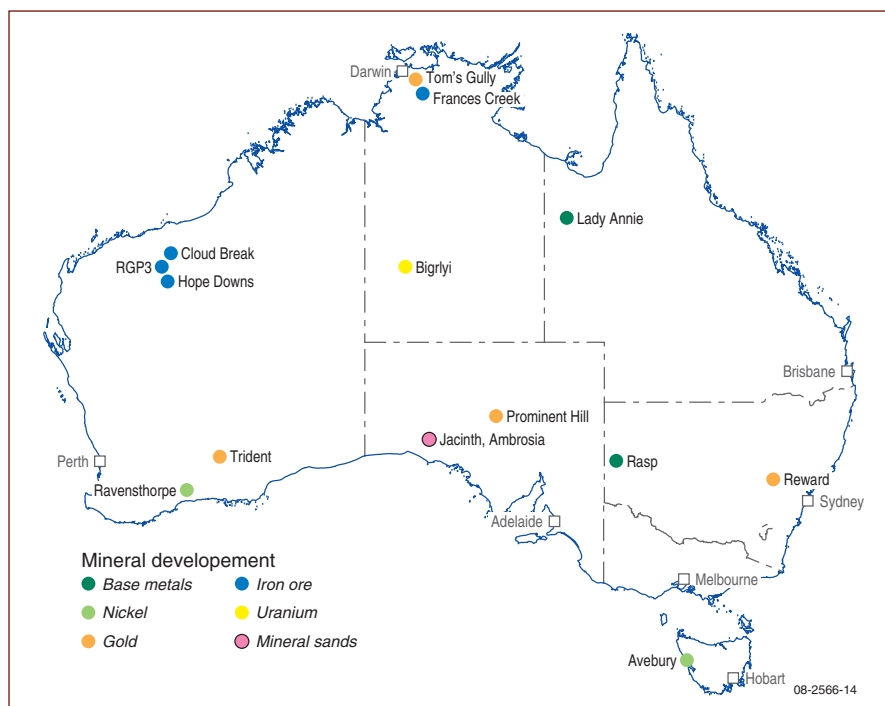 Darwin
Tom's Gully
Frances Creek
Lady Annie
Cloud Break
RGP3
Hope Downs
Bigrlyi
Brisbane
Prominent Hill
Jacinth, Ambrosia
Perth
Trident
Rasp
Reward
Ravensthorpe
Sydney
Adelaide
Mineral developement
Base metals
Iron ore
Nickel
Uranium
Gold
Mineral sands
Melbourne
Avebury
Hobart
08-2566-14